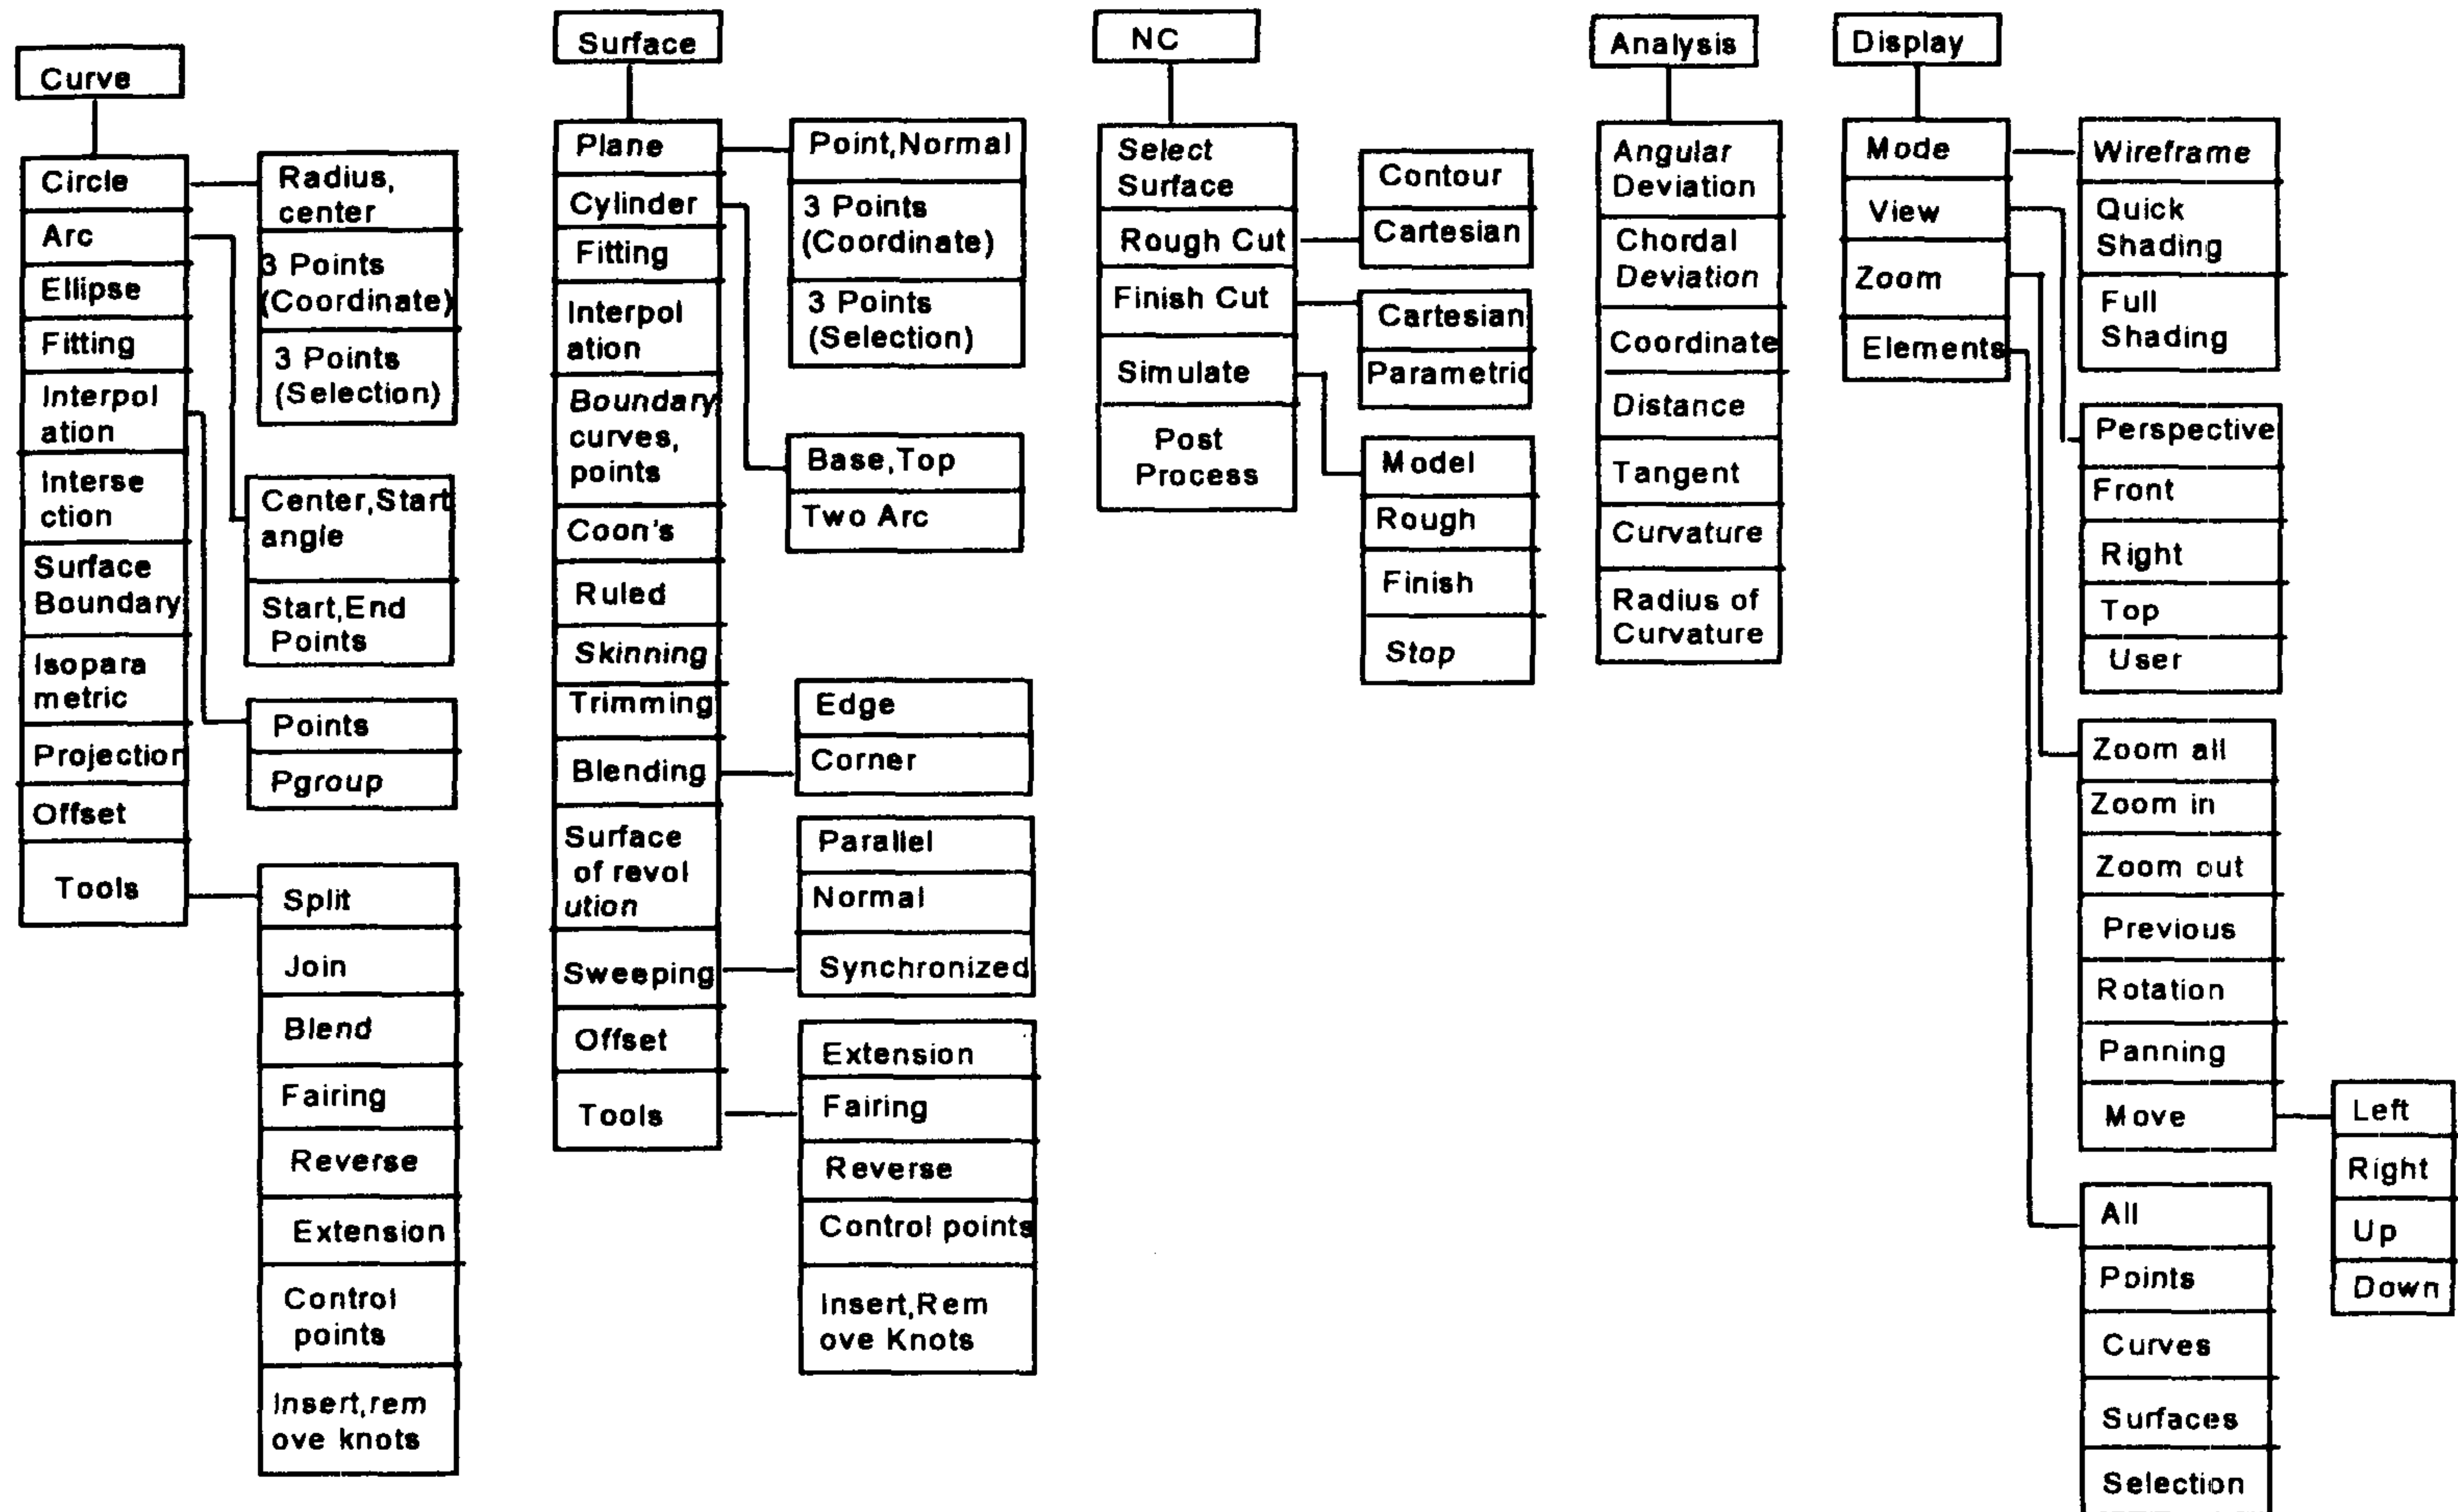 Curve
Circle
Arc
Ellipse
Fitting
Interpol
ation
Interse
ction
Surface
Boundary
Isopara
metric
Projection
Offset
Tools
Radius,
center
3 Points
(Coordinate)
3 Points
(Selection)
Center,Start
angle
Start,End
Points
Points
Pgroup
Split
Join
Blend
Fairing
Reverse
Extension
Control
points
Insert,rem
ove knots
Surface
Plane
Cylinder
Fitting
Interpol
ation
Boundary
curves,
points
Coon's
Ruled
Skinning
Trimming
Blending
Surface
of revol
ution
Sweeping
Offset
Tools
Point,Normal
3 Points
(Coordinate)
3 Points
(Selection)
Base,Top
Two Arc
Edge
Corner
Parallel
Normal
Synchronized
Extension
Fairing
Reverse
Control points
Insert,Rem
ove Knots
NC
Select
Surface
Rough Cut
Finish Cut
Simulate
Post
Process
Contour
Cartesian
Cartesian
Parametric
Model
Rough
Finish
Stop
Analysis
Angular
Deviation
Chordal
Deviation
Coordinate
Distance
Tangent
Curvature
Radius of
Curvature
Display
Mode
View
Zoom
Elements
Wireframe
Quick
Shading
Full
Shading
Perspective
Front
Right
Top
User
Zoom all
Zoom in
Zoom out
Previous
Rotation
Panning
Move
Left
Right
Up
Down
All
Points
Curves
Surfaces
Selection